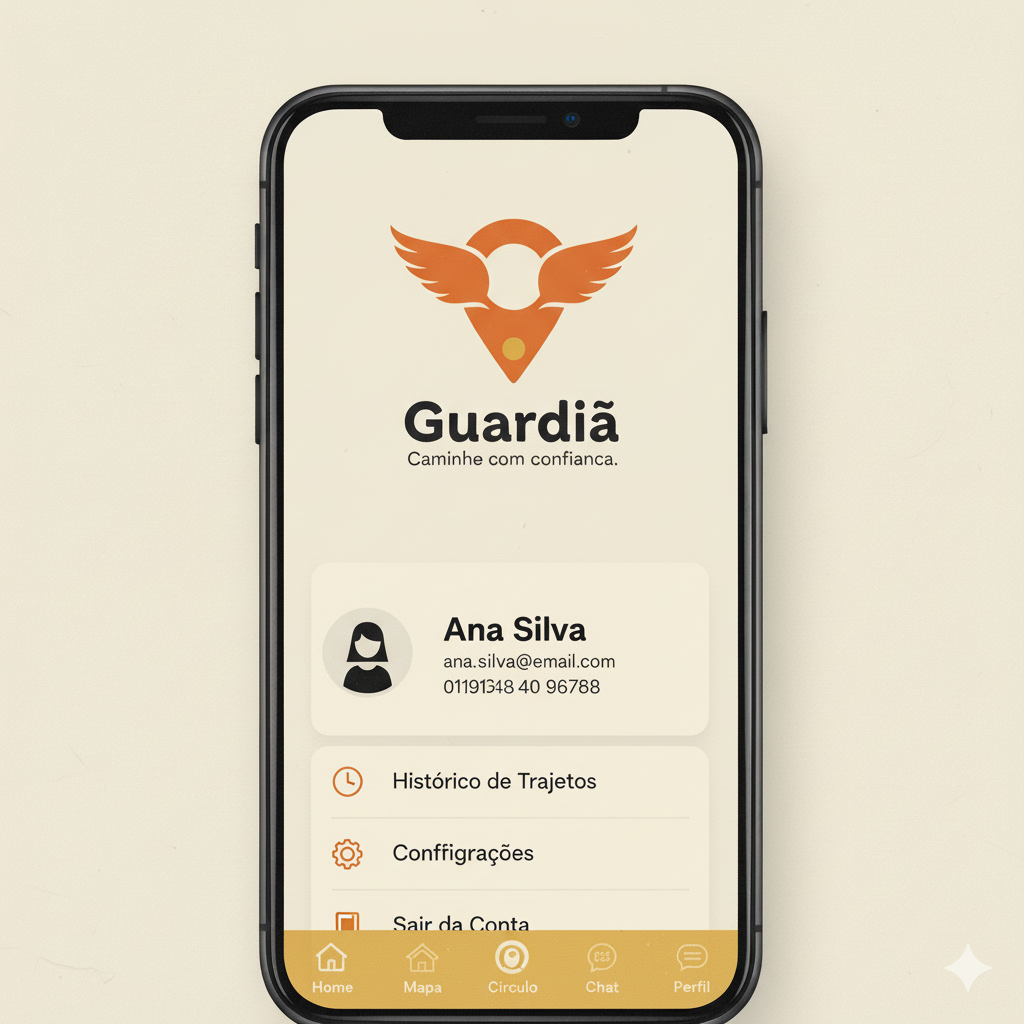 Guardiã
Caminhe com confianca.
Ana Silva
ana.silva@email.com
01191348 40 96788
Histórico de Trajetos
Conffigrações
Sair da Conta
Home Mapa Circulo Chat Perfil